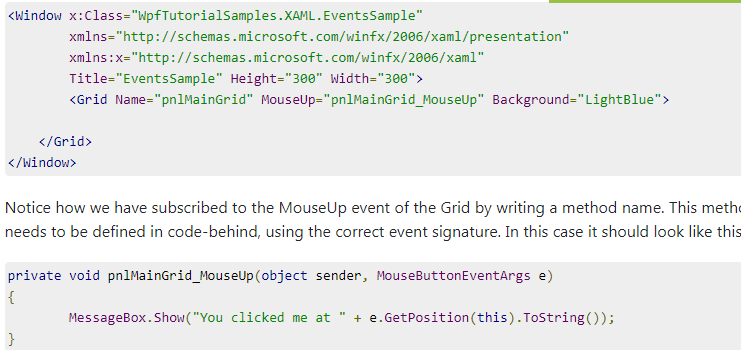 <Window x:Class="WpfTutorialSamples.XAML.EventsSample"
        xmlns="http://schemas.microsoft.com/winfx/2006/xaml/presentation"
        xmlns:x="http://schemas.microsoft.com/winfx/2006/xaml"
        Title="EventsSample" Height="300" Width="300">
        <Grid Name="pnlMainGrid" MouseUp="pnlMainGrid_MouseUp" Background="LightBlue">
    </Grid>
</Window>
Notice how we have subscribed to the MouseUp event of the Grid by writing a method name. This
needs to be defined in code-behind, using the correct event signature. In this case it should look like this
private void pnlMainGrid_MouseUp(object sender, MouseButtonEventArgs e)
{
        MessageBox.Show("You clicked me at " + e.GetPosition(this).ToString());
}